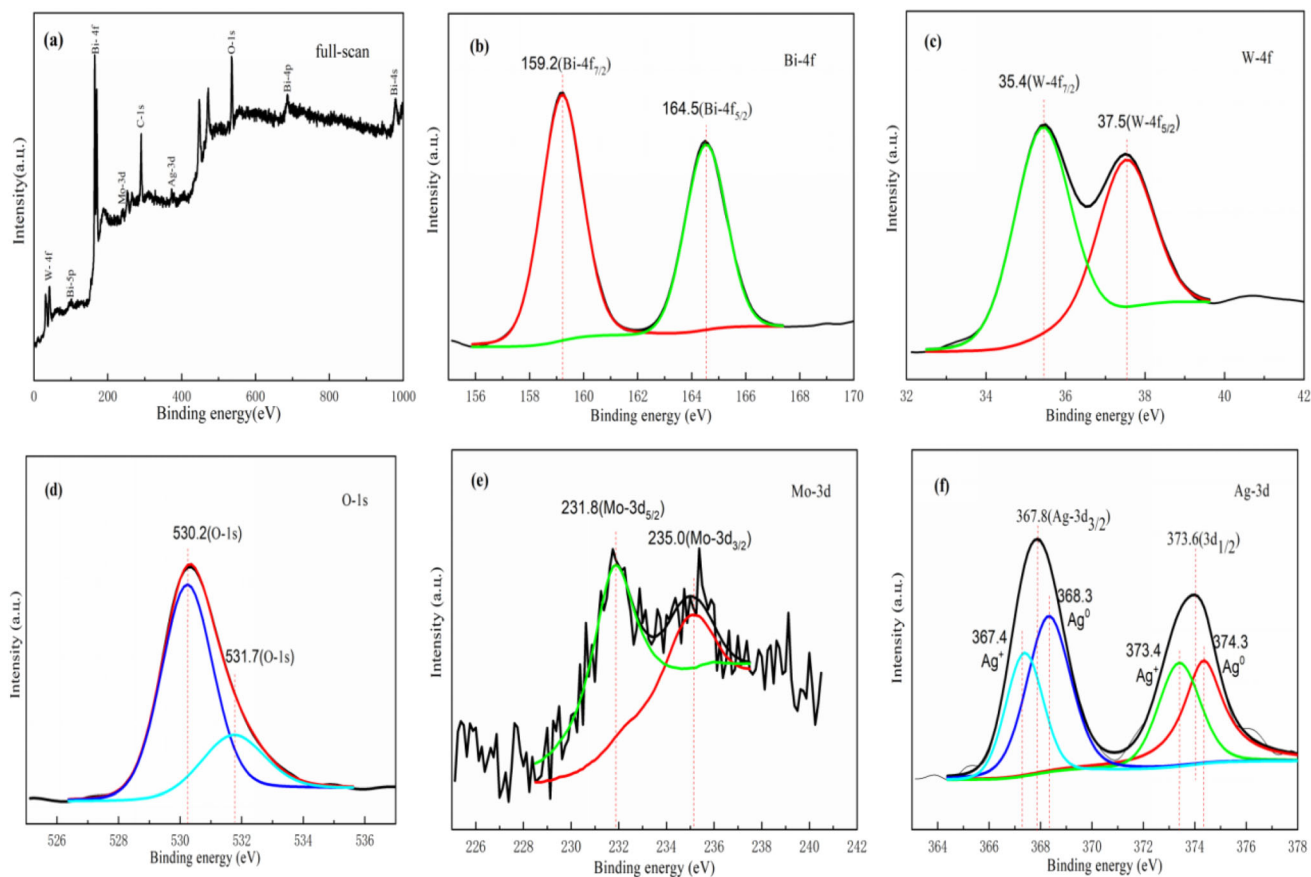 (a)
full-scan
Bi- 4f
O-1s
Bi-4p
Bi-4s
C-1s
Mo-3d
Ag-3d
W- 4f
Bi-5p
Intensity(a.u.)
0 200 400 600 800 1000
Binding energy(eV)
(b)
Bi-4f
159.2(Bi-4f7/2)
164.5(Bi-4f5/2)
Intensity (a.u.)
156 158 160 162 164 166 168 170
Binding energy (eV)
(c)
W-4f
35.4(W-4f7/2)
37.5(W-4f5/2)
Intensity (a.u.)
32 34 36 38 40 42
Binding energy (eV)
(d)
O-1s
530.2(O-1s)
531.7(O-1s)
Intensity (a.u.)
526 528 530 532 534 536
Binding energy (eV)
(e)
Mo-3d
231.8(Mo-3d5/2)
235.0(Mo-3d3/2)
Intensity (a.u.)
226 228 230 232 234 236 238 240 242
Binding energy (eV)
(f)
Ag-3d
367.8(Ag-3d3/2)
373.6(3d1/2)
368.3
Ag0
367.4
Ag+
373.4
Ag+
374.3
Ag0
Intensity (a.u.)
364 366 368 370 372 374 376 378
Binding energy (eV)